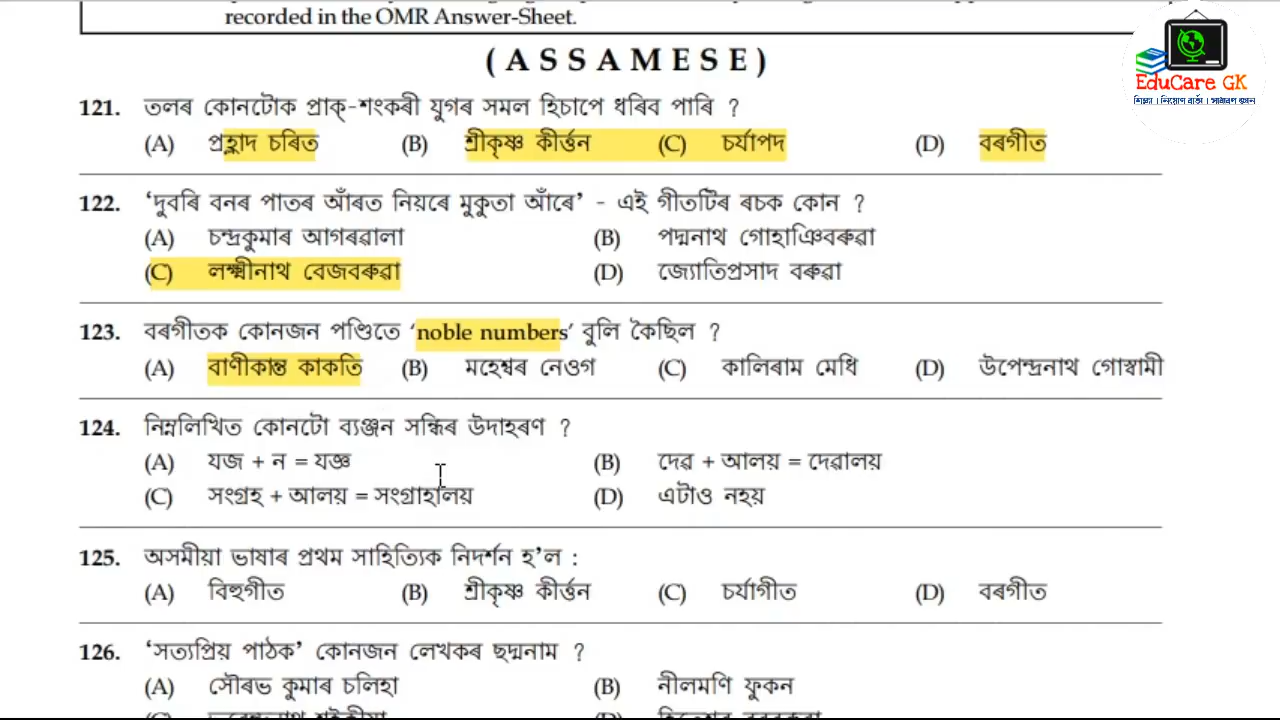 recorded in the OMR Answer-Sheet.
EduCare GK
( A S S A M E S E )
121. তলৰ কোনটোক প্ৰাক্-শংকৰী যুগৰ সমল হিচাপে ধৰিব পাৰি ?
(A) প্ৰহ্লাদ চৰিত (B) শ্ৰীকৃষ্ণ কীৰ্ত্তন (C) চৰ্যাপদ (D) বৰগীত
122. ‘দুবৰি বনৰ পাতৰ আঁৰত নিয়ৰে মুকুতা আঁৰে’ - এই গীতটিৰ ৰচক কোন ?
(A) চন্দ্ৰকুমাৰ আগৰৱালা (B) পদ্মনাথ গোহাঞিবৰুৱা
(C) লক্ষ্মীনাথ বেজবৰুৱা (D) জ্যোতিপ্ৰসাদ বৰুৱা
123. বৰগীতক কোনজন পণ্ডিতে ‘noble numbers’ বুলি কৈছিল ?
(A) বাণীকান্ত কাকতি (B) মহেশ্বৰ নেওগ (C) কালিৰাম মেধি (D) উপেন্দ্ৰনাথ গোস্বামী
124. নিম্নলিখিত কোনটো ব্যঞ্জন সন্ধিৰ উদাহৰণ ?
(A) যজ + ন = যজ্ঞ (B) দেৱ + আলয় = দেৱালয়
(C) সংগ্ৰহ + আলয় = সংগ্ৰাহালয় (D) এটাও নহয়
125. অসমীয়া ভাষাৰ প্ৰথম সাহিত্যিক নিদৰ্শন হ’ল :
(A) বিহুগীত (B) শ্ৰীকৃষ্ণ কীৰ্ত্তন (C) চৰ্যাগীত (D) বৰগীত
126. ‘সত্যপ্ৰিয় পাঠক’ কোনজন লেখকৰ ছদ্মনাম ?
(A) সৌৰভ কুমাৰ চলিহা (B) নীলমণি ফুকন